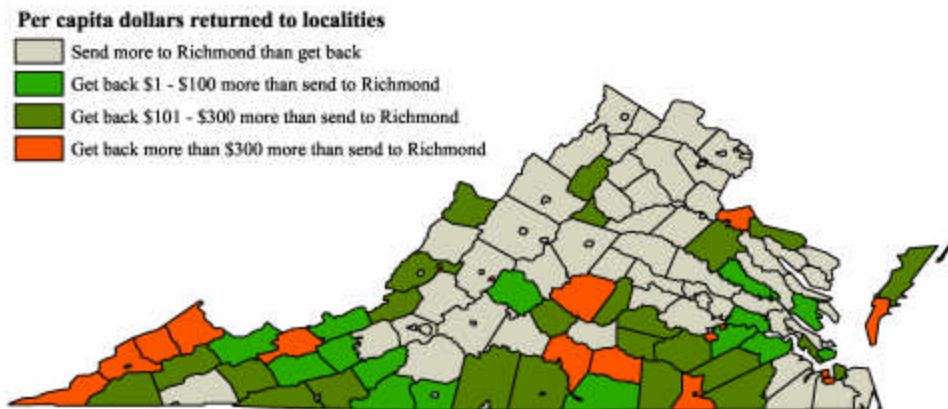 Per capita dollars returned to localities
Send more to Richmond than get back
Get back $1 - $100 more than send to Richmond
Get back $101 - $300 more than send to Richmond
Get back more than $300 more than send to Richmond